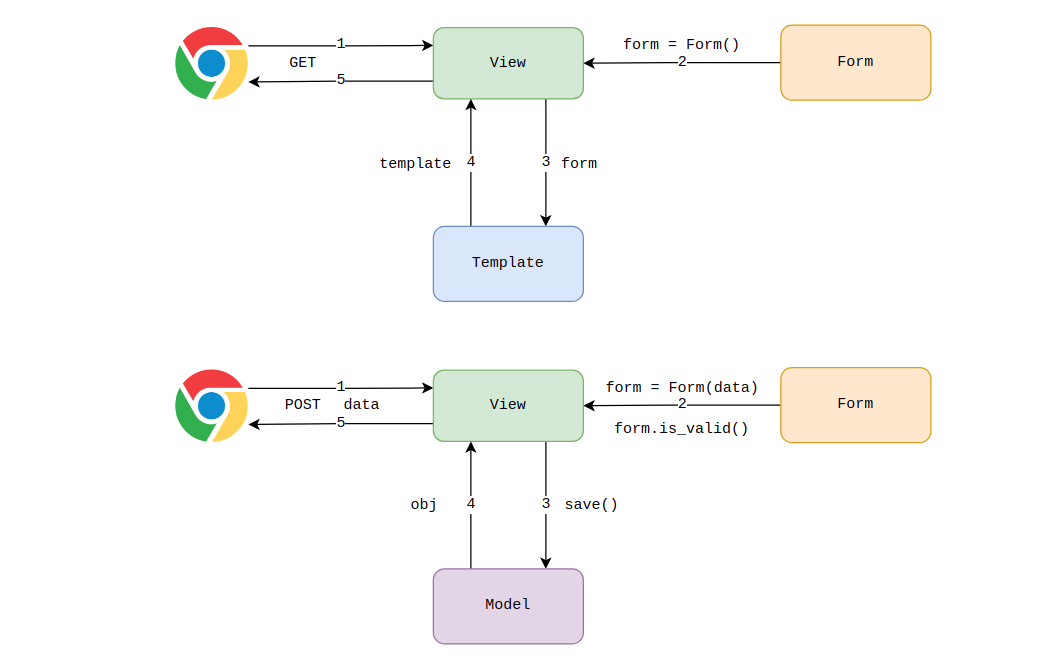 1
GET
5
View
form = Form()
2
Form
template
4
3
form
Template
1
POST data
5
View
form = Form(data)
2
form.is_valid()
Form
obj
4
3
save()
Model